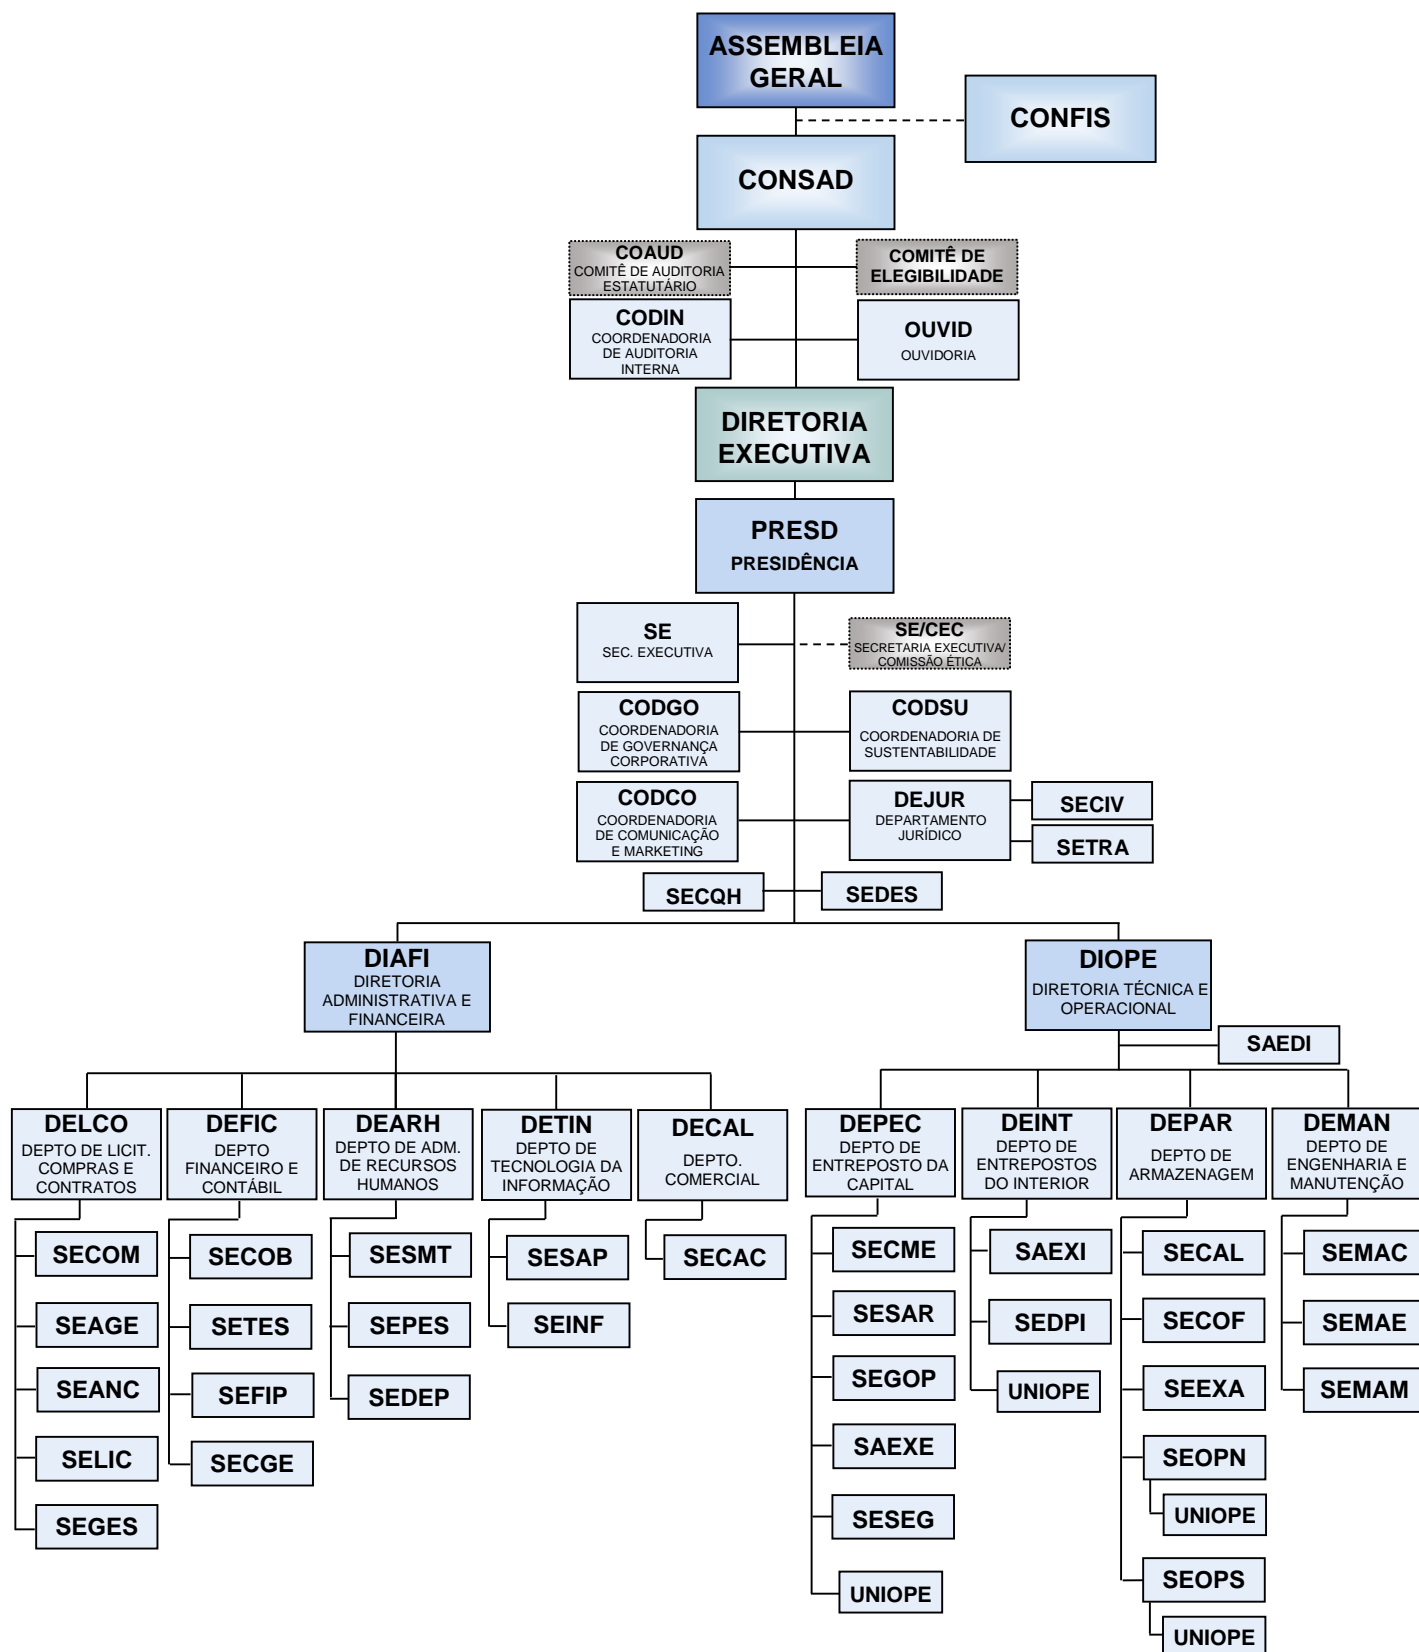 ASSEMBLEIA
GERAL
CONFIS
CONSAD
COAUD
COMITÊ DE AUDITORIA
ESTATUTÁRIO
COMITÊ DE
ELEGIBILIDADE
CODIN
COORDENADORIA
DE AUDITORIA
INTERNA
OUVID
OUVIDORIA
DIRETORIA
EXECUTIVA
PRESD
PRESIDÊNCIA
SE
SEC. EXECUTIVA
SE/CEC
SECRETARIA EXECUTIVA/
COMISSÃO ÉTICA
CODGO
COORDENADORIA
DE GOVERNANÇA
CORPORATIVA
CODSU
COORDENADORIA DE
SUSTENTABILIDADE
CODCO
COORDENADORIA
DE COMUNICAÇÃO
E MARKETING
DEJUR
DEPARTAMENTO
JURÍDICO
SECIV
SETRA
SECQH
SEDES
DIAFI
DIRETORIA
ADMINISTRATIVA E
FINANCEIRA
DIOPE
DIRETORIA TÉCNICA E
OPERACIONAL
SAEDI
DELCO
DEPTO DE LICIT.
COMPRAS E
CONTRATOS
DEFIC
DEPTO
FINANCEIRO E
CONTÁBIL
DEARH
DEPTO DE ADM.
DE RECURSOS
HUMANOS
DETIN
DEPTO DE
TECNOLOGIA DA
INFORMAÇÃO
DECAL
DEPTO.
COMERCIAL
DEPEC
DEPTO DE
ENTREPOSTO DA
CAPITAL
DEINT
DEPTO DE
ENTREPOSTOS
DO INTERIOR
DEPAR
DEPTO DE
ARMAZENAGEM
DEMAN
DEPTO DE
ENGENHARIA E
MANUTENÇÃO
SECOM
SEAGE
SEANC
SELIC
SEGES
SECOB
SETES
SEFIP
SECGE
SESMT
SEPES
SEDEP
SESAP
SEINF
SECAC
SECME
SESAR
SEGOP
SAEXE
SESEG
UNIOPE
SAEXI
SEDPI
UNIOPE
SECAL
SECOF
SEEXA
SEOPN
UNIOPE
SEOPS
UNIOPE
SEMAC
SEMAE
SEMAM